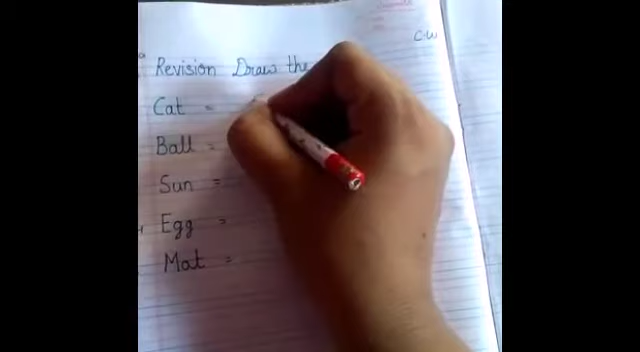 C.W
Revision Draw the
Cat =
Ball =
Sun =
Egg =
Mat =